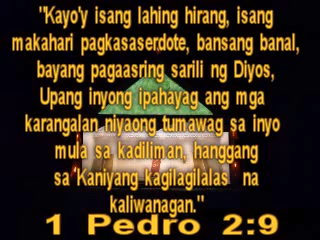 "Kayo'y isang lahing hirang, isang
makahari pagkasaserdote, bansang banal,
bayang pagaasring sarili ng Diyos,
Upang inyong ipahayag ang mga
karangalan niyaong tumawag sa inyo
mula sa kadiliman, hanggang
sa Kaniyang kagilagilalas na
kaliwanagan."
1 Pedro 2:9